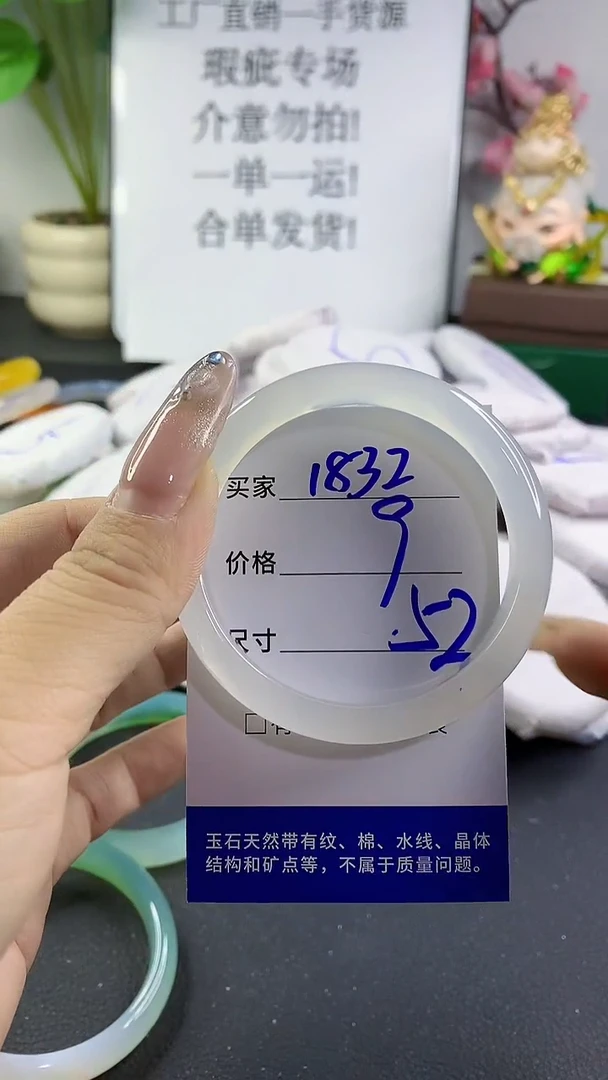 工厂直销一手货源
瑕疵专场
介意勿拍!
一单一运!
合单发货!
买家 1832
价格 9
尺寸 .52
玉石天然带有纹、棉、水线、晶体
结构和矿点等，不属于质量问题。